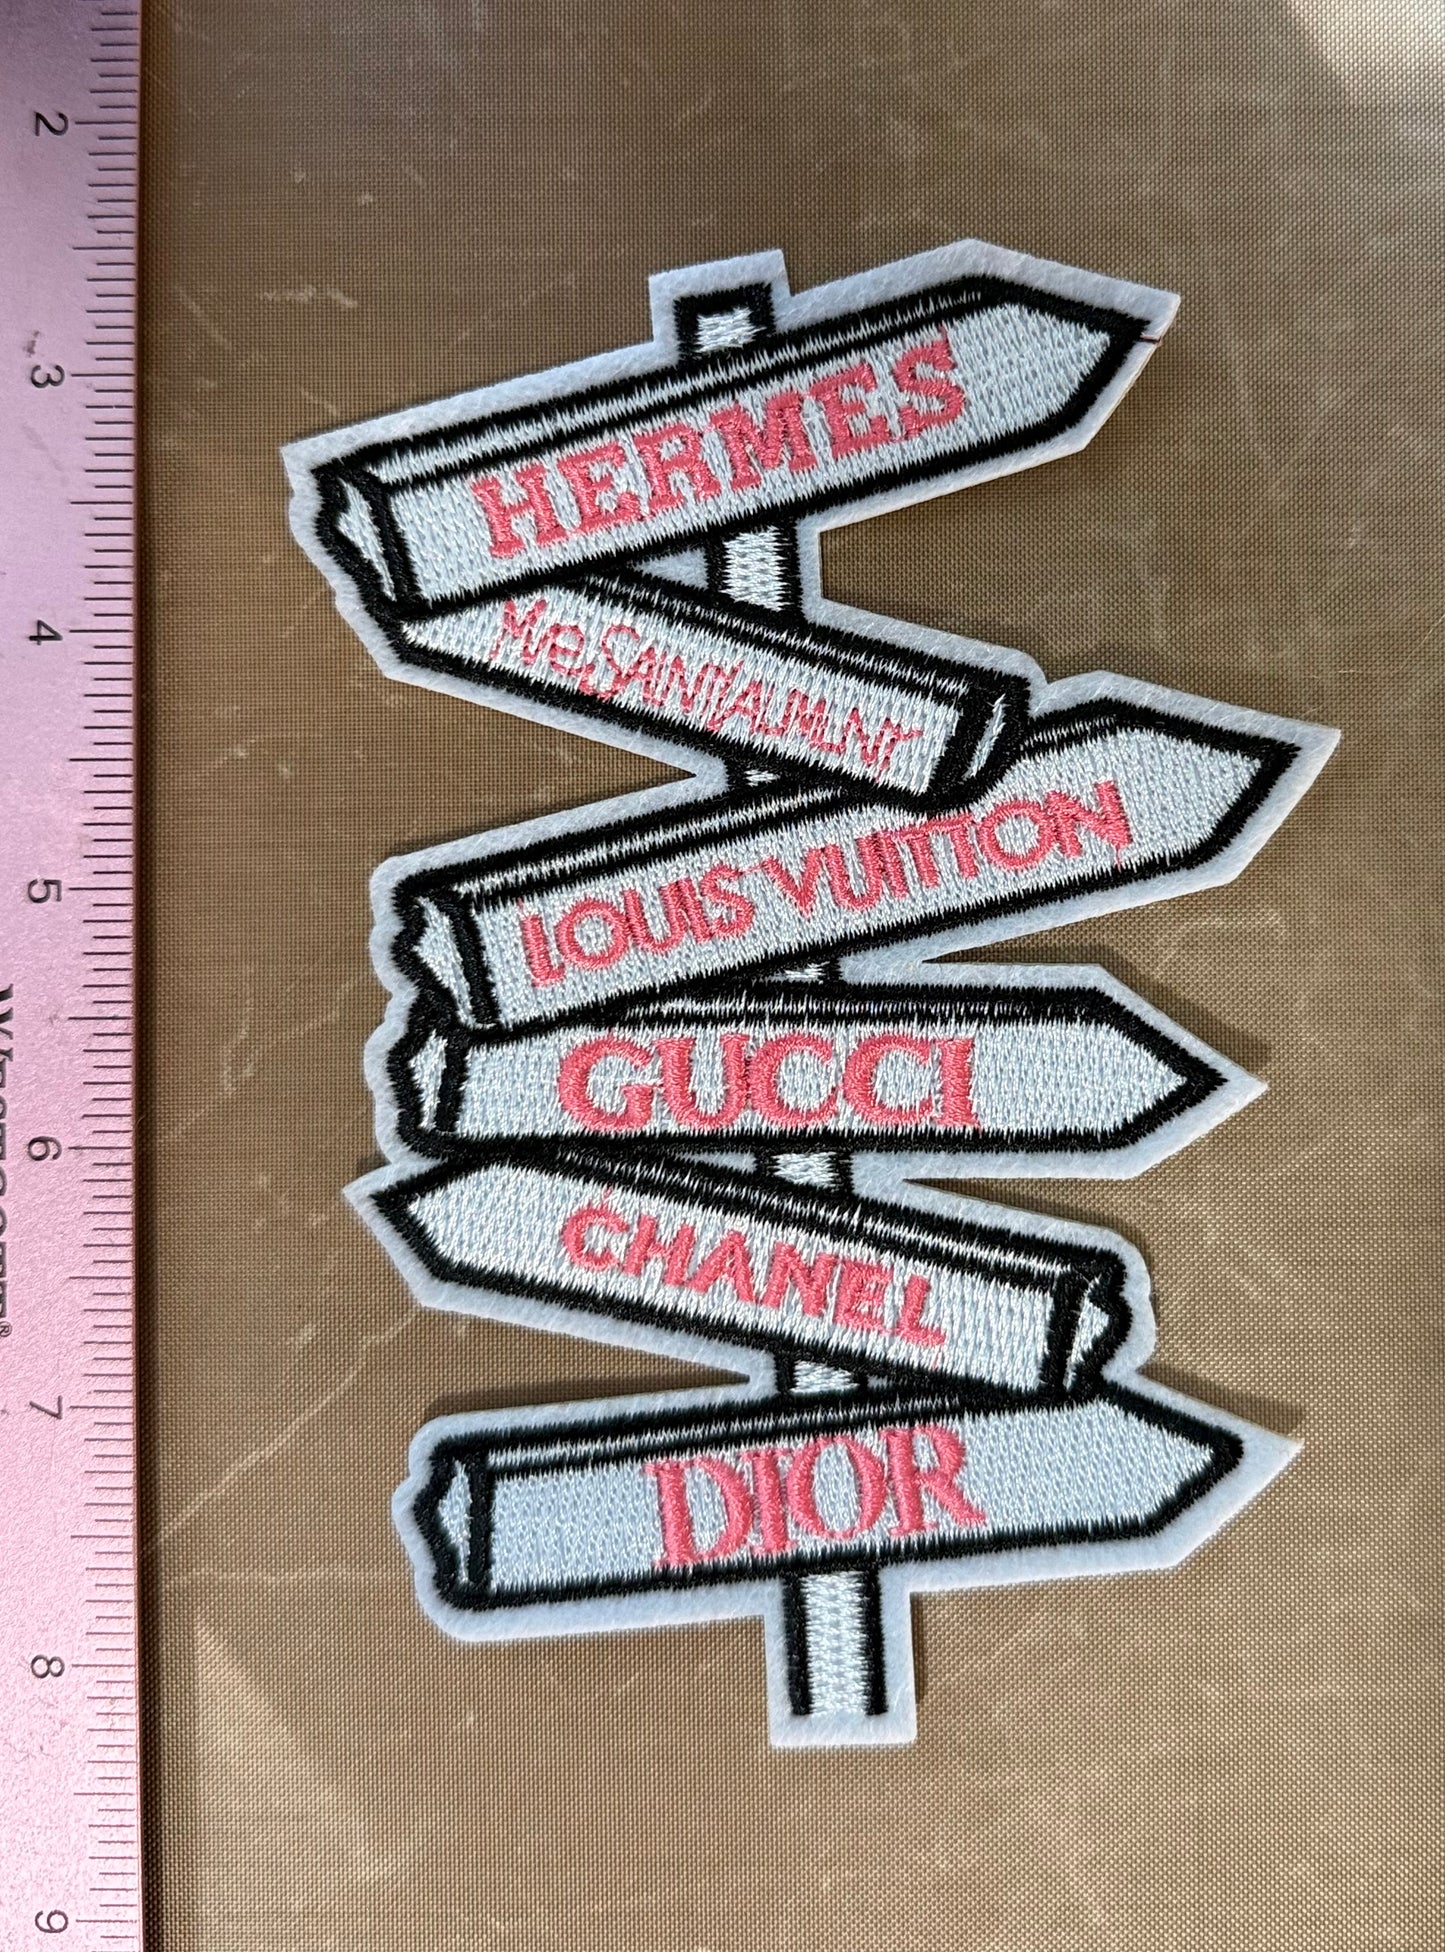 HERMES
LOUIS VUITTON
GUCCI
CHANEL
DIOR
2
3
4
5
6
7
8
9